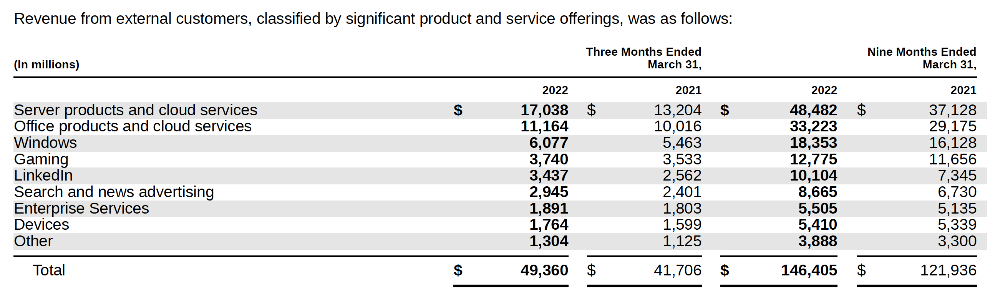 Revenue from external customers, classified by significant product and service offerings, was as follows:
Three Months Ended Nine Months Ended
(In millions) March 31, March 31,
2022 2021 2022 2021
Server products and cloud services $ 17,038 $ 13,204 $ 48,482 $ 37,128
Office products and cloud services 11,164 10,016 33,223 29,175
Windows 6,077 5,463 18,353 16,128
Gaming 3,740 3,533 12,775 11,656
LinkedIn 3,437 2,562 10,104 7,345
Search and news advertising 2,945 2,401 8,665 6,730
Enterprise Services 1,891 1,803 5,505 5,135
Devices 1,764 1,599 5,410 5,339
Other 1,304 1,125 3,888 3,300
Total $ 49,360 $ 41,706 $ 146,405 $ 121,936